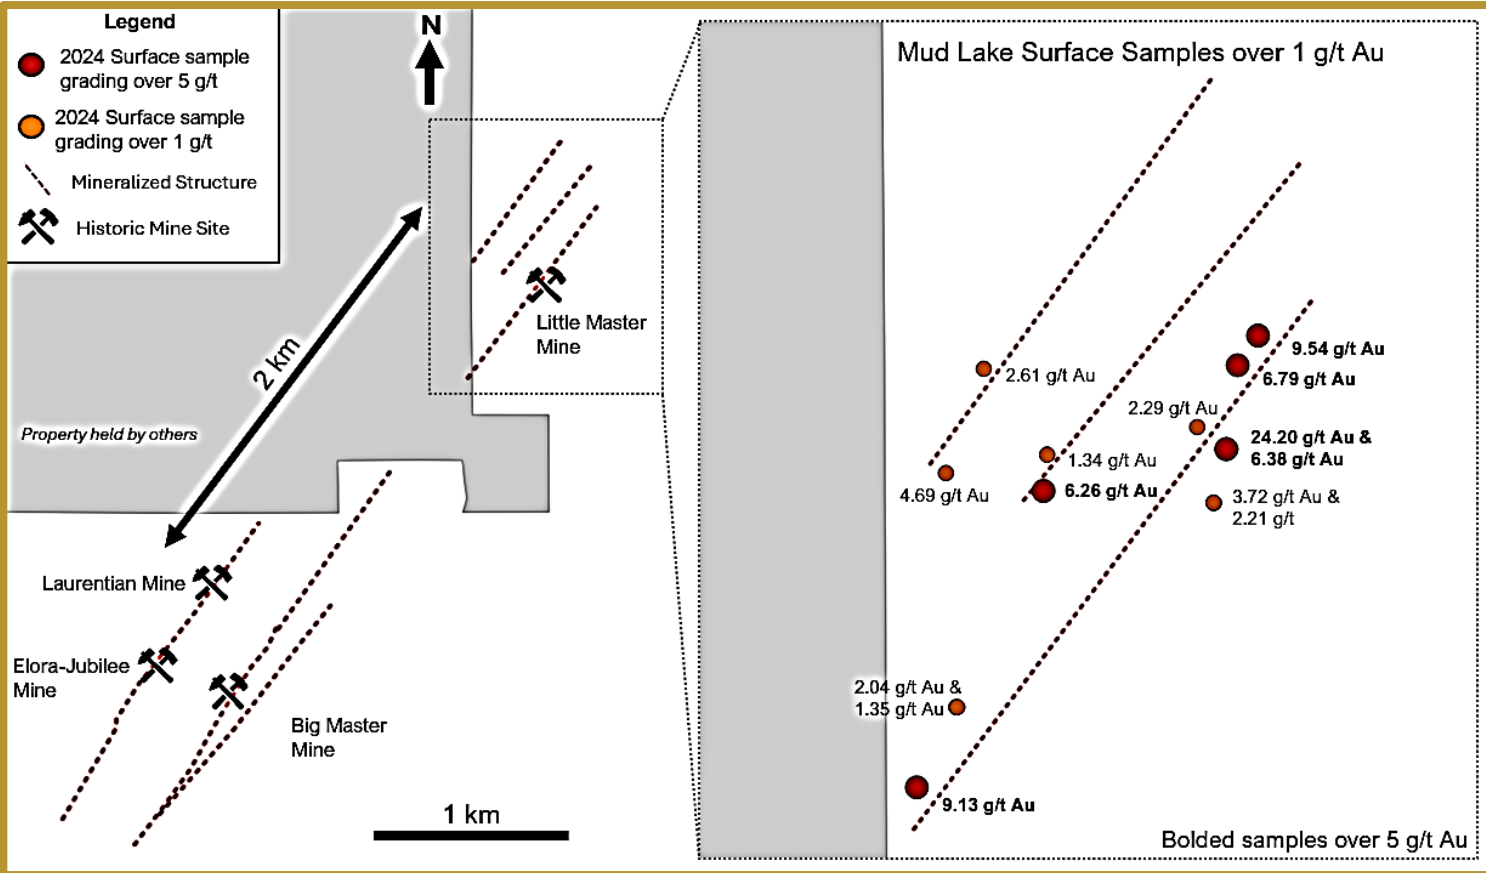 Legend
2024 Surface sample
grading over 5 g/t
2024 Surface sample
grading over 1 g/t
Mineralized Structure
Historic Mine Site
N
2 km
Property held by others
Little Master
Mine
Laurentian Mine
Elora-Jubilee
Mine
Big Master
Mine
1 km
Mud Lake Surface Samples over 1 g/t Au
9.54 g/t Au
6.79 g/t Au
2.61 g/t Au
2.29 g/t Au
24.20 g/t Au &
6.38 g/t Au
1.34 g/t Au
4.69 g/t Au
6.26 g/t Au
3.72 g/t Au &
2.21 g/t
2.04 g/t Au &
1.35 g/t Au
9.13 g/t Au
Bolded samples over 5 g/t Au